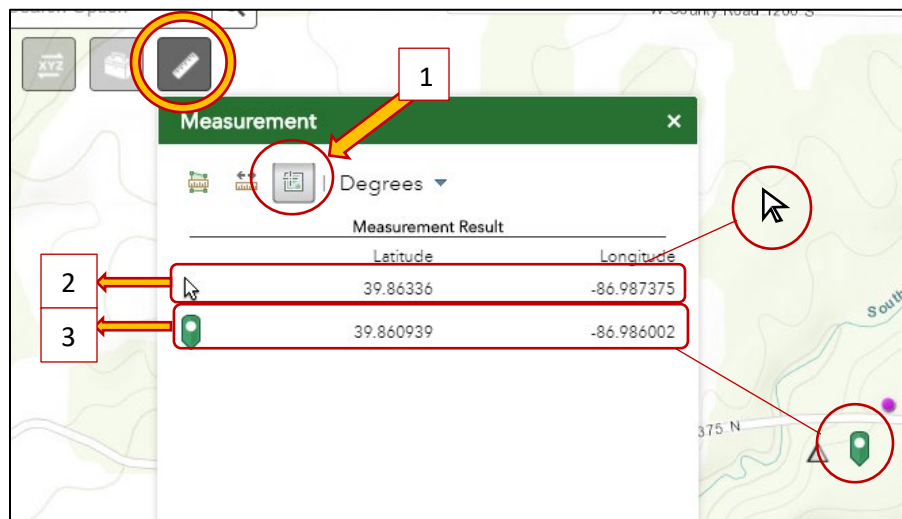 W County Road 1200 S
XYZ
1
Measurement ×
Degrees
Measurement Result
Latitude Longitude
2
39.86336 -86.987375
3
39.860939 -86.986002
South
375 N